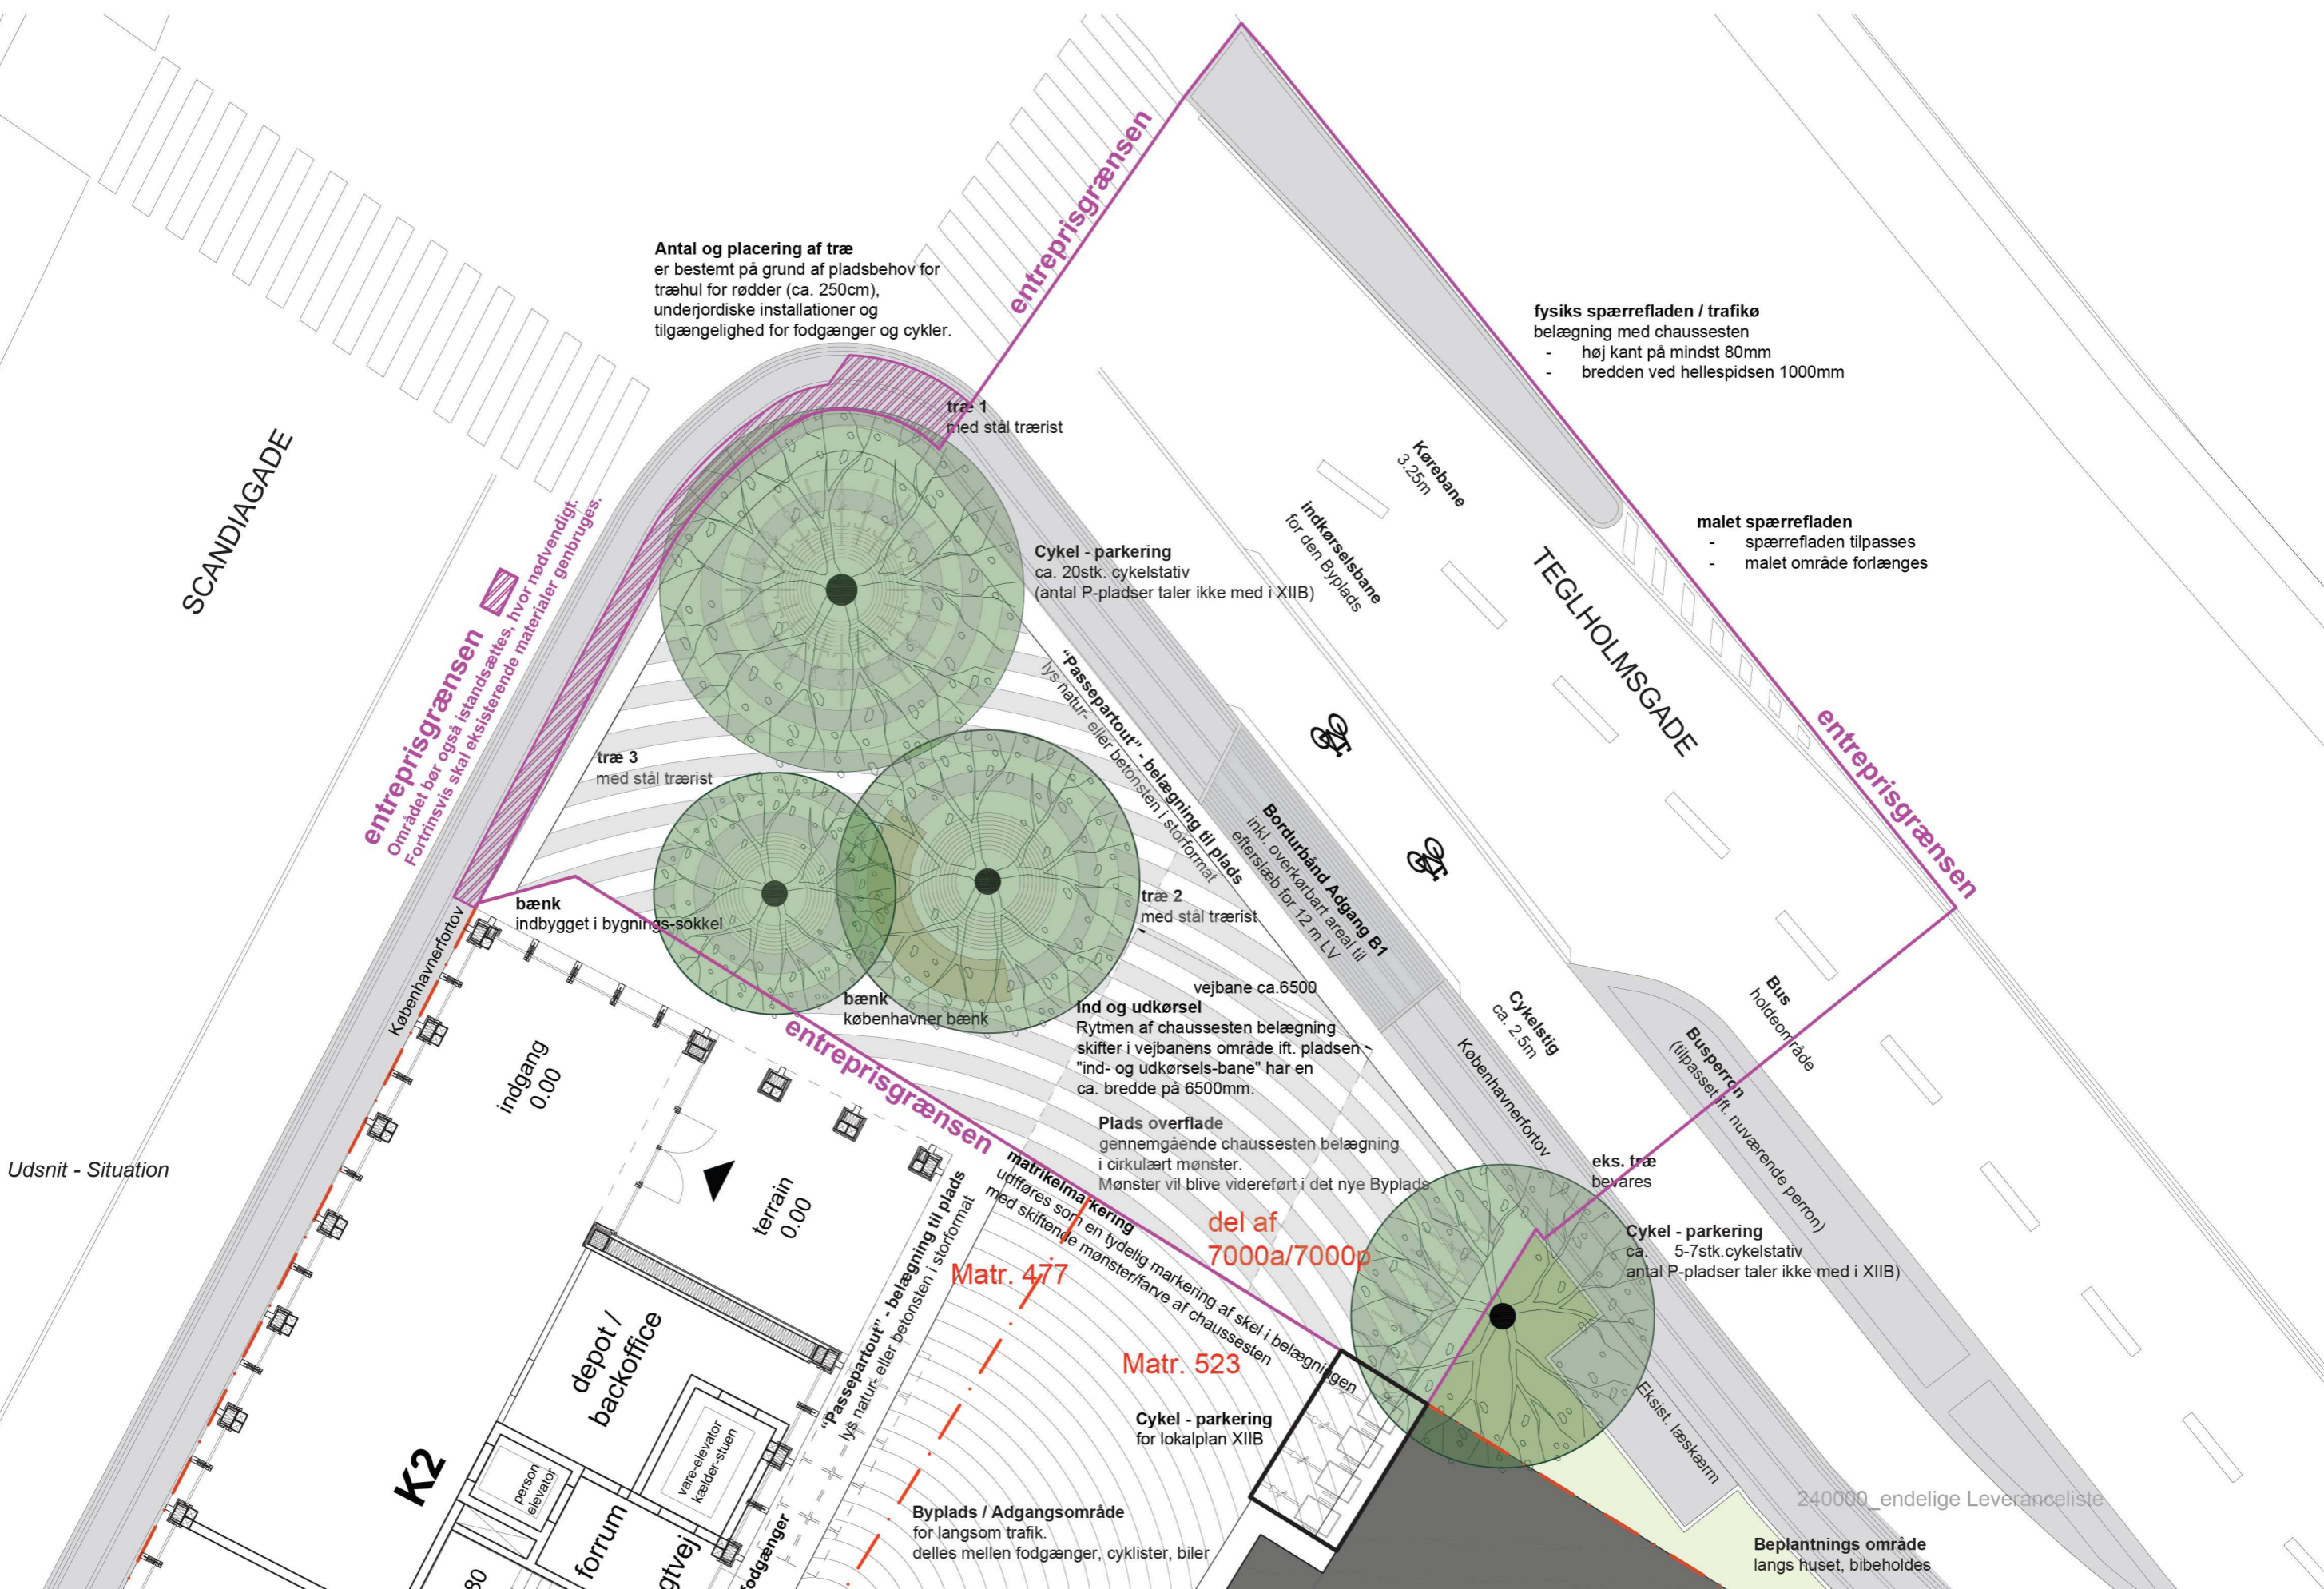 Antal og placering af træ
er bestemt på grund af pladsbehov for
træhul for rødder (ca. 250cm),
underjordiske installationer og
tilgængelighed for fodgænger og cykler.
entreprisgrænsen
fysiks spærrefladen / trafikø
belægning med chaussesten
- høj kant på mindst 80mm
- bredden ved hellespidsen 1000mm
træ 1
med stål trærist
SCANDIAGADE
Kørebane
3.25m
indkørselsbane
for den Byplads
malet spærrefladen
- spærrefladen tilpasses
- malet område forlænges
TEGLHOLMSGADE
Cykel - parkering
ca. 20stk. cykelstativ
(antal P-pladser taler ikke med i XIIB)
entreprisgrænsen
Området bør også istandsættes, hvor nødvendigt.
Fortrinsvis skal eksisterende materialer genbruges.
"Passepartout" - belægning til plads
lys natur- eller betonsten i storformat
træ 3
med stål trærist
entreprisgrænsen
Bordurbånd Adgang B1
inkl. overkørbart areal til
efterslæb for 12 m LV
træ 2
med stål trærist
bænk
indbygget i bygnings-sokkel
Københavnerfortov
vejbane ca.6500
bænk
københavner bænk
Ind og udkørsel
Rytmen af chaussesten belægning
skifter i vejbanens område ift. pladsen
"ind- og udkørsels-bane" har en
ca. bredde på 6500mm.
Cykelstig
ca. 2.5m
Bus
holdeområde
Busperron
(tilpasset ift. nuværende perron)
Københavnerfortov
entreprisgrænsen
indgang
0.00
Plads overflade
gennemgående chaussesten belægning
i cirkulært mønster.
Mønster vil blive videreført i det nye Byplads.
Udsnit - Situation
terrain
0.00
matrikelmarkering
udfføres som en tydelig markering af skel i belægningen
med skiftende mønster/farve af chaussesten
eks. træ
bevares
del af
7000a/7000p
Cykel - parkering
ca. 5-7stk.cykelstativ
antal P-pladser taler ikke med i XIIB)
Matr. 477
"Passepartout" - belægning til plads
lys natur- eller betonsten i storformat
Matr. 523
depot /
backoffice
Cykel - parkering
for lokalplan XIIB
Eksist. læskærm
K2
person
elevator
vare-elevator
kælder-stuen
240000_endelige Leveranceliste
Byplads / Adgangsområde
for langsom trafik.
delles mellen fodgænger, cyklister, biler
Beplantnings område
langs huset, bibeholdes
forrum
gtvej
fodgænger
80